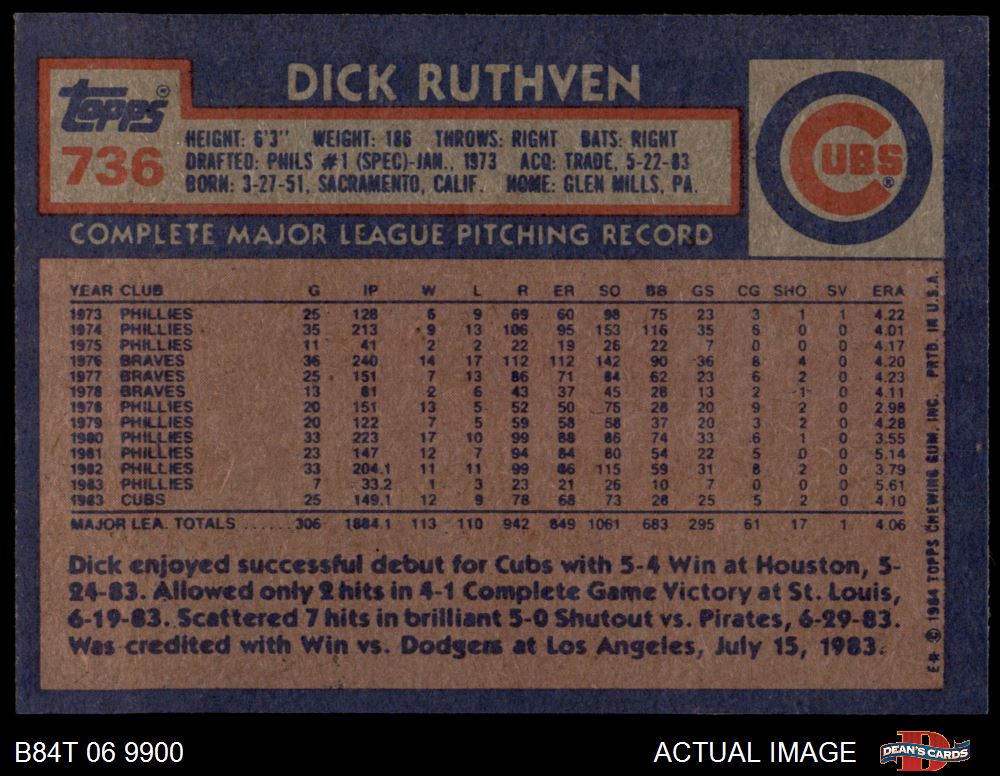 DICK RUTHVEN
Topps®
736
HEIGHT: 6'3" WEIGHT: 186 THROWS: RIGHT BATS: RIGHT
DRAFTED: PHILS #1 (SPEC)-JAN., 1973 ACQ: TRADE, 5-22-83
BORN: 3-27-51, SACRAMENTO, CALIF. HOME: GLEN MILLS, PA.
CUBS®
COMPLETE MAJOR LEAGUE PITCHING RECORD
YEAR CLUB G IP W L R ER SO BB GS CG SHO SV ERA
1973 PHILLIES 25 128 6 9 69 60 98 75 23 3 1 1 4.22
1974 PHILLIES 35 213 9 13 106 95 153 116 35 6 0 0 4.01
1975 PHILLIES 11 41 2 2 22 19 26 22 7 0 0 0 4.17
1976 BRAVES 36 240 14 17 112 112 142 90 36 8 4 0 4.20
1977 BRAVES 25 151 7 13 86 71 84 62 23 6 2 0 4.23
1978 BRAVES 13 81 2 6 43 37 45 28 13 2 1 0 4.11
1978 PHILLIES 20 151 13 5 52 50 75 28 20 9 2 0 2.98
1979 PHILLIES 20 122 7 5 59 58 58 37 20 3 2 0 4.28
1980 PHILLIES 33 223 17 10 99 88 86 74 33 6 1 0 3.55
1981 PHILLIES 23 147 12 7 94 84 80 54 22 5 0 0 5.14
1982 PHILLIES 33 204.1 11 11 99 86 115 59 31 8 2 0 3.79
1983 PHILLIES 7 33.2 1 3 23 21 26 10 7 0 0 0 5.61
1983 CUBS 25 149.1 12 9 78 68 73 28 25 5 2 0 4.10
MAJOR LEA. TOTALS ...... 306 1884.1 113 110 942 849 1061 683 295 61 17 1 4.06
Dick enjoyed successful debut for Cubs with 5-4 Win at Houston, 5-
24-83. Allowed only 2 hits in 4-1 Complete Game Victory at St. Louis,
6-19-83. Scattered 7 hits in brilliant 5-0 Shutout vs. Pirates, 6-29-83.
Was credited with Win vs. Dodgers at Los Angeles, July 15, 1983.
E* © 1984 TOPPS CHEWING GUM, INC. PRTD. IN U.S.A.
B84T 06 9900
ACTUAL IMAGE
DEAN'S CARDS